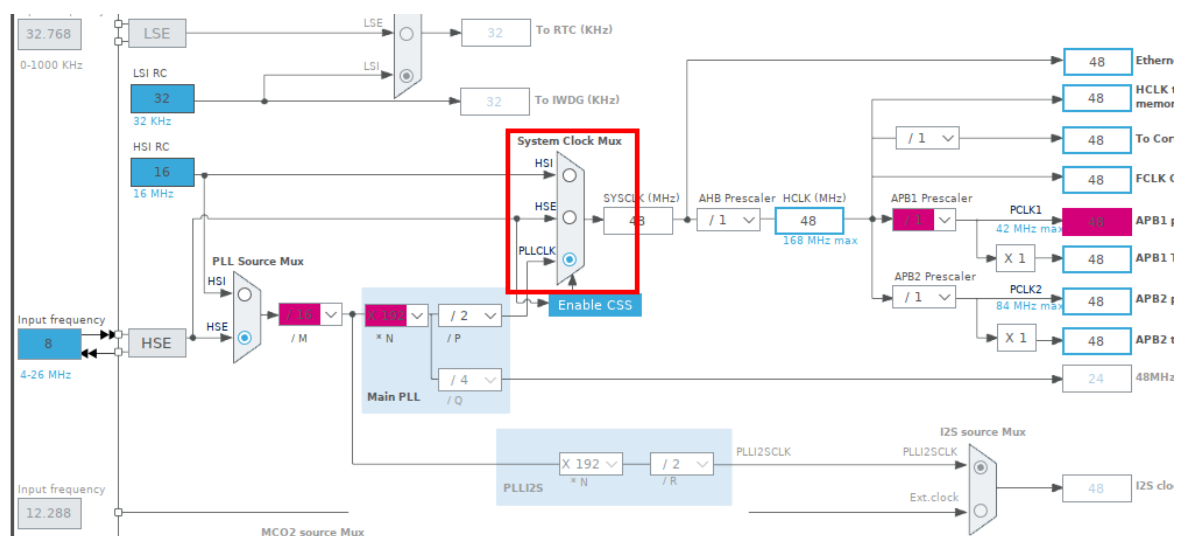 32.768
LSE
LSE
32
To RTC (KHz)
0-1000 KHz
LSI RC
LSI
32
32 KHz
32
To IWDG (KHz)
HSI RC
16
16 MHz
System Clock Mux
HSI
HSE
PLLCLK
Enable CSS
SYSCLK (MHz)
48
AHB Prescaler
/ 1
HCLK (MHz)
48
168 MHz max
48
Ethern
48
HCLK t
memor
/ 1
48
To Cor
48
FCLK C
APB1 Prescaler
/ 1
PCLK1
42 MHz max
48
APB1 p
X 1
48
APB1 T
APB2 Prescaler
/ 1
PCLK2
84 MHz max
48
APB2 p
X 1
48
APB2 t
PLL Source Mux
HSI
HSE
Input frequency
8
4-26 MHz
HSE
/ 16
/ M
X 192
* N
/ 2
/ P
/ 4
/ Q
Main PLL
24
48MHz
X 192
* N
/ 2
/ R
PLLI2S
PLLI2SCLK
I2S source Mux
PLLI2SCLK
Ext.clock
48
I2S clo
Input frequency
12.288
MCO2 source Mux